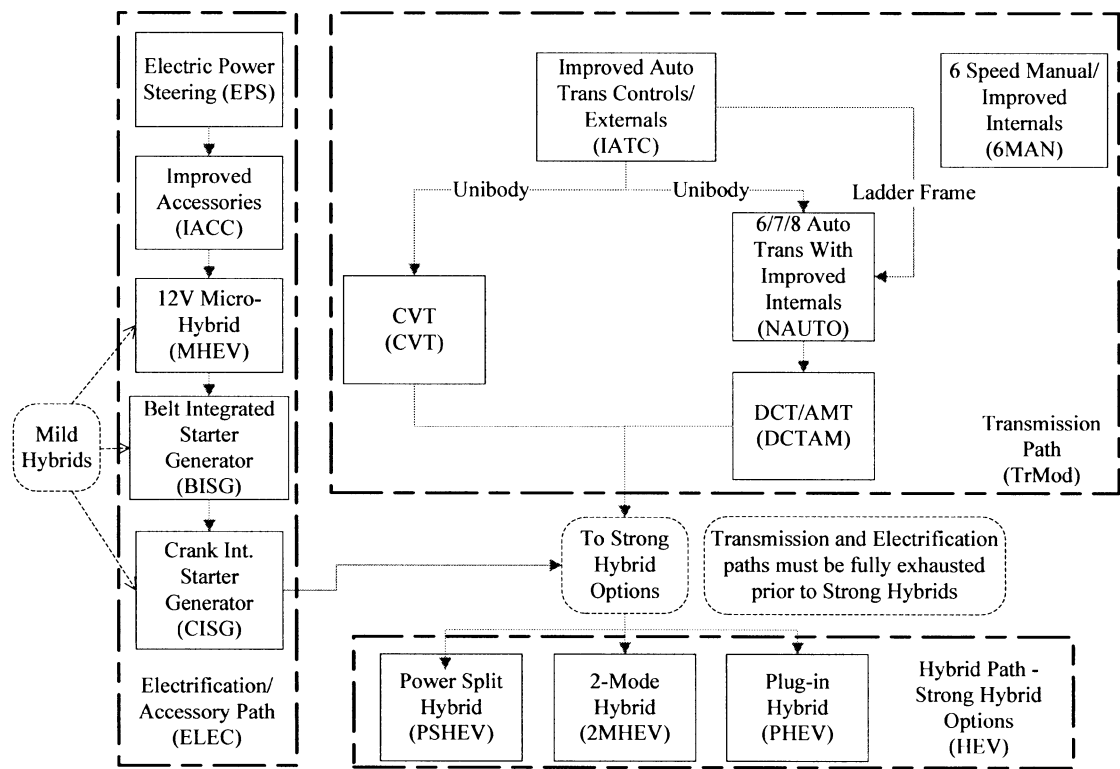 Electric Power
Steering (EPS)
Improved
Accessories
(IACC)
12V Micro-
Hybrid
(MHEV)
Belt Integrated
Starter
Generator
(BISG)
Crank Int.
Starter
Generator
(CISG)
Electrification/
Accessory Path
(ELEC)
Mild
Hybrids
Improved Auto
Trans Controls/
Externals
(IATC)
6 Speed Manual/
Improved
Internals
(6MAN)
Unibody
Unibody
Ladder Frame
CVT
(CVT)
6/7/8 Auto
Trans With
Improved
Internals
(NAUTO)
DCT/AMT
(DCTAM)
Transmission
Path
(TrMod)
To Strong
Hybrid
Options
Transmission and Electrification
paths must be fully exhausted
prior to Strong Hybrids
Power Split
Hybrid
(PSHEV)
2-Mode
Hybrid
(2MHEV)
Plug-in
Hybrid
(PHEV)
Hybrid Path -
Strong Hybrid
Options
(HEV)